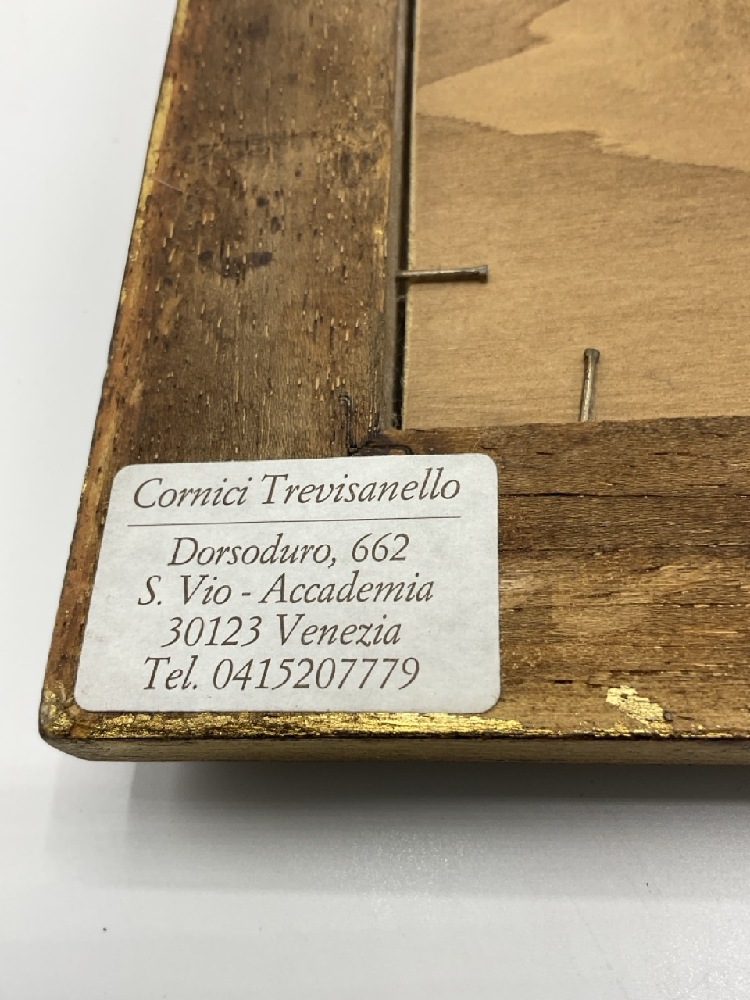 Cornici Trevisanello
Dorsoduro, 662
S. Vio - Accademia
30123 Venezia
Tel. 0415207779